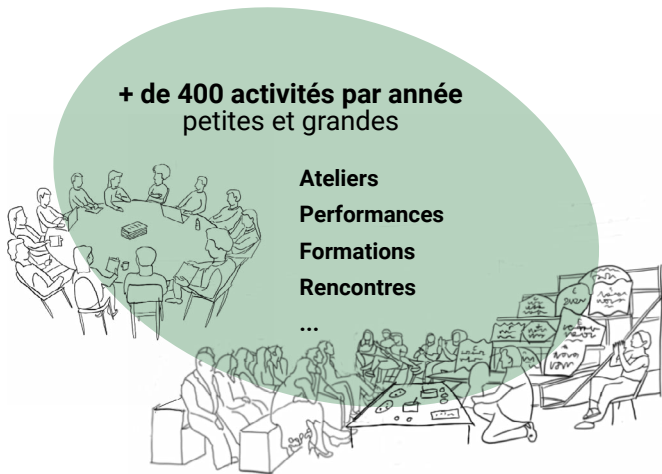 + de 400 activités par année
petites et grandes
Ateliers
Performances
Formations
Rencontres
...